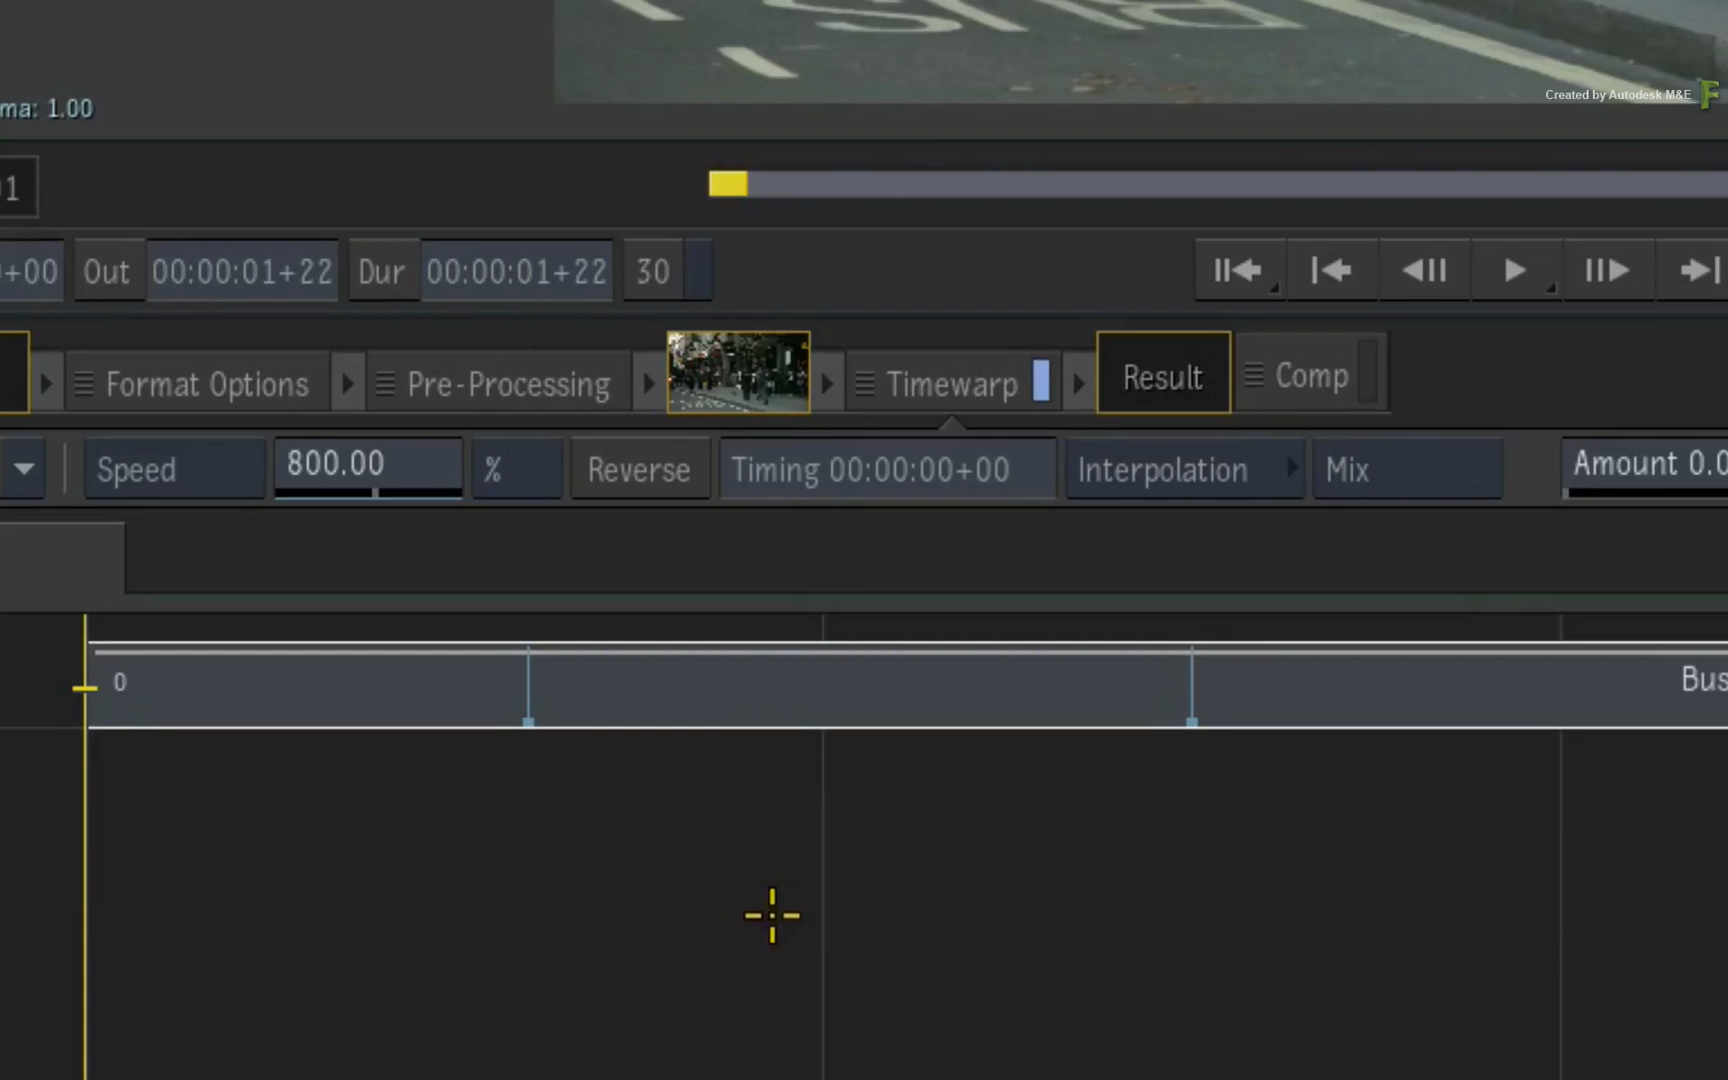 BUS
ma: 1.00
Created by Autodesk M&E
+00 Out 00:00:01+22 Dur 00:00:01+22 30
Format Options Pre-Processing Timewarp Result Comp
Speed 800.00 % Reverse Timing 00:00:00+00 Interpolation Mix Amount 0.0
0 Bus